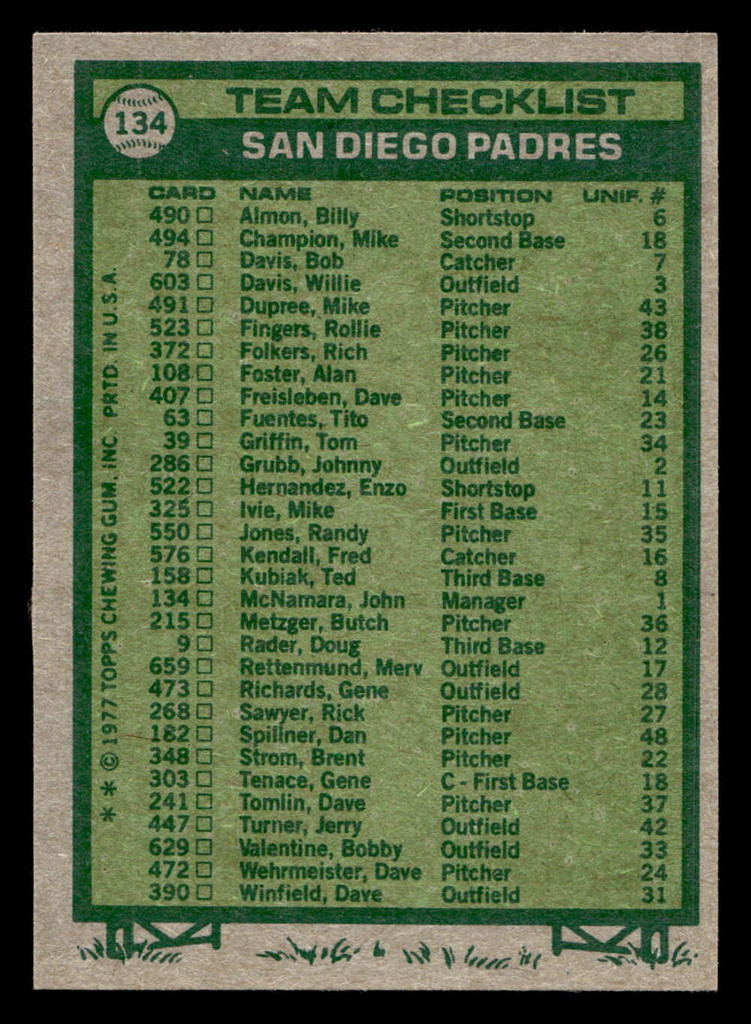 134
TEAM CHECKLIST
SAN DIEGO PADRES
CARD NAME POSITION UNIF. #
490 □ Almon, Billy Shortstop 6
494 □ Champion, Mike Second Base 18
78 □ Davis, Bob Catcher 7
603 □ Davis, Willie Outfield 3
491 □ Dupree, Mike Pitcher 43
523 □ Fingers, Rollie Pitcher 38
372 □ Folkers, Rich Pitcher 26
108 □ Foster, Alan Pitcher 21
407 □ Freisleben, Dave Pitcher 14
63 □ Fuentes, Tito Second Base 23
39 □ Griffin, Tom Pitcher 34
286 □ Grubb, Johnny Outfield 2
522 □ Hernandez, Enzo Shortstop 11
325 □ Ivie, Mike First Base 15
550 □ Jones, Randy Pitcher 35
576 □ Kendall, Fred Catcher 16
158 □ Kubiak, Ted Third Base 8
134 □ McNamara, John Manager 1
215 □ Metzger, Butch Pitcher 36
9 □ Rader, Doug Third Base 12
659 □ Rettenmund, Merv Outfield 17
473 □ Richards, Gene Outfield 28
268 □ Sawyer, Rick Pitcher 27
182 □ Spillner, Dan Pitcher 48
348 □ Strom, Brent Pitcher 22
303 □ Tenace, Gene C - First Base 18
241 □ Tomlin, Dave Pitcher 37
447 □ Turner, Jerry Outfield 42
629 □ Valentine, Bobby Outfield 33
472 □ Wehrmeister, Dave Pitcher 24
390 □ Winfield, Dave Outfield 31
* * © 1977 TOPPS CHEWING GUM, INC. PRTD. IN U.S.A.